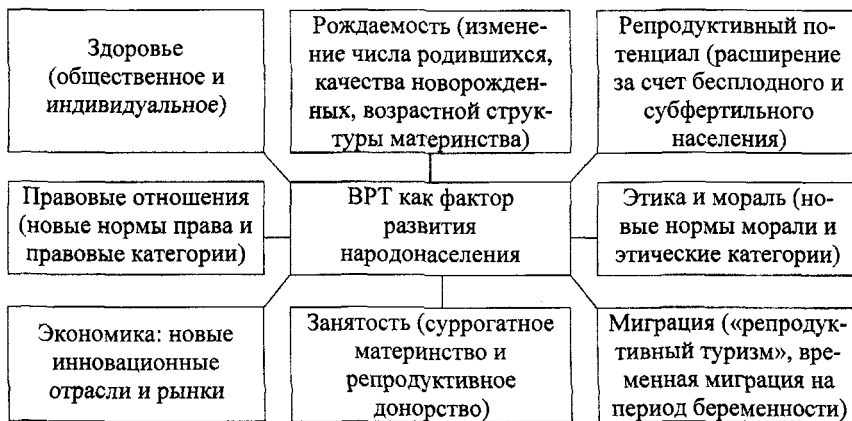 Здоровье
(общественное и
индивидуальное)
Рождаемость (измене-
ние числа родившихся,
качества новорожден-
ных, возрастной струк-
туры материнства)
Репродуктивный по-
тенциал (расширение
за счет бесплодного и
субфертильного
населения)
Правовые отношения
(новые нормы права и
правовые категории)
ВРТ как фактор
развития
народонаселения
Этика и мораль (но-
вые нормы морали и
этические категории)
Экономика: новые
инновационные
отрасли и рынки
Занятость (суррогатное
материнство и
репродуктивное
донорство)
Миграция («репродук-
тивный туризм», вре-
менная миграция на
период беременности)